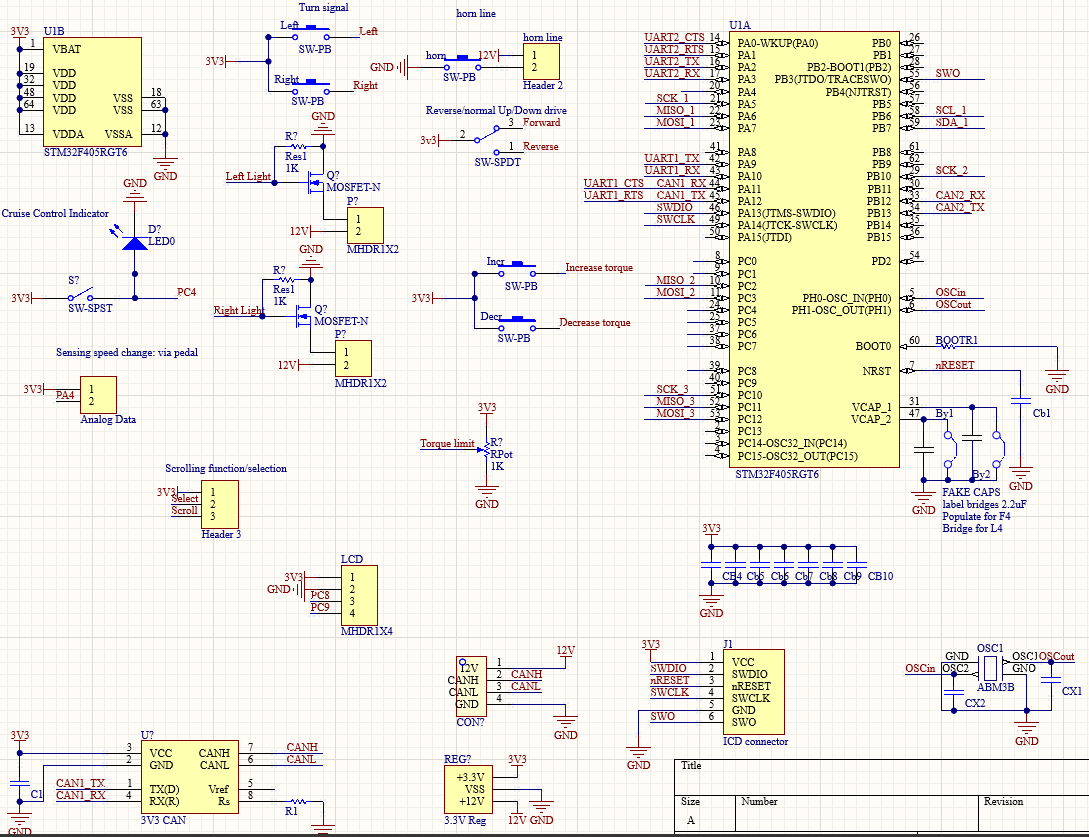 Turn signal
Left
Left
SW-PB
3V3
Right
Right
SW-PB
horn line
horn
12V
GND
SW-PB
horn line
1
2
Header 2
Reverse/normal Up/Down drive
3 Forward
3v3
2
1 Reverse
SW-SPDT
3V3
U1B
1 VBAT
19 VDD
32 VDD
48 VDD
64 VDD
13 VDDA
VSS 18
VSS 63
VSSA 12
STM32F405RGT6
GND
GND
R?
Res1
1K
Left Light
Q?
MOSFET-N
P?
12V
1
2
MHDR1X2
GND
Cruise Control Indicator
D?
LED0
S?
3V3
PC4
SW-SPST
GND
R?
Res1
1K
Right Light
Q?
MOSFET-N
P?
12V
1
2
MHDR1X2
Incr
Increase torque
SW-PB
3V3
Decr
Decrease torque
SW-PB
Sensing speed change: via pedal
3V3
PA4
1
2
Analog Data
3V3
Torque limit
R?
RPot
1K
GND
Scrolling function/selection
3V3
Select
Scroll
1
2
3
Header 3
LCD
3V3
GND
PC8
PC9
1
2
3
4
MHDR1X4
U1A
UART2_CTS 14 PA0-WKUP(PA0)
UART2_RTS 15 PA1
UART2_TX 16 PA2
UART2_RX 17 PA3
20 PA4
SCK_1 21 PA5
MISO_1 22 PA6
MOSI_1 23 PA7
41 PA8
UART1_TX 42 PA9
UART1_RX 43 PA10
UART1_CTS CAN1_RX 44 PA11
UART1_RTS CAN1_TX 45 PA12
SWDIO 46 PA13(JTMS-SWDIO)
SWCLK 49 PA14(JTCK-SWCLK)
50 PA15(JTDI)
8 PC0
9 PC1
MISO_2 10 PC2
MOSI_2 11 PC3
24 PC4
25 PC5
37 PC6
38 PC7
39 PC8
40 PC9
SCK_3 51 PC10
MISO_3 52 PC11
MOSI_3 53 PC12
2 PC13
3 PC14-OSC32_IN(PC14)
4 PC15-OSC32_OUT(PC15)
PB0 26
PB1 27
PB2-BOOT1(PB2) 28
PB3(JTDO/TRACESWO) 55 SWO
PB4(NJTRST) 56
PB5 57
PB6 58 SCL_1
PB7 59 SDA_1
PB8 61
PB9 62
PB10 29 SCK_2
PB11 30
PB12 33 CAN2_RX
PB13 34 CAN2_TX
PB14 35
PB15 36
PD2 54
PH0-OSC_IN(PH0) 5 OSCin
PH1-OSC_OUT(PH1) 6 OSCout
BOOT0 60 BOOTR1
NRST 7 nRESET
VCAP_1 31
VCAP_2 47
STM32F405RGT6
GND
Cb1
GND
By1
By2
GND
FAKE CAPS
label bridges 2.2uF
Populate for F4
Bridge for L4
3V3
CB4 Cb5 Cb6 Cb7 Cb8 Cb9 CB10
GND
12V
12V 1
CANH 2 CANH
CANL 3 CANL
GND 4
CON?
GND
J1
3V3
1 VCC
SWDIO 2 SWDIO
nRESET 3 nRESET
SWCLK 4 SWCLK
5 GND
SWO 6 SWO
ICD connector
GND
OSC1
GND
OSC1
OSCout
OSCin
OSC2
GND
ABM3B
CX2
CX1
GND
3V3
U?
3 VCC
2 GND
CAN1_TX 1 TX(D)
CAN1_RX 4 RX(R)
CANH 7 CANH
CANL 6 CANL
Vref 5
Rs 8
C1
R1
3V3 CAN
GND
REG?
3V3
+3.3V
VSS
+12V
3.3V Reg
12V GND
Title
Size
A
Number
Revision